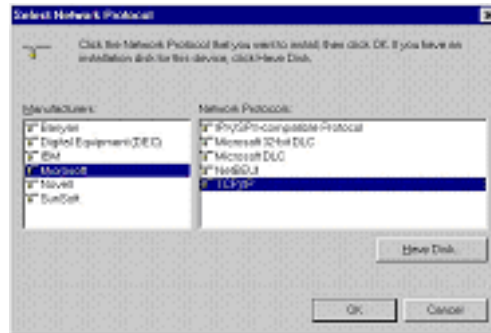 Select Network Protocol
Click the Network Protocol that you want to install, then click OK. If you have an
installation disk for this device, click Have Disk.
Manufacturers:
Banyan
Digital Equipment (DEC)
IBM
Microsoft
Novell
SunSoft
Network Protocols:
IPX/SPX-compatible Protocol
Microsoft 32-bit DLC
Microsoft DLC
NetBEUI
TCP/IP
Have Disk...
OK
Cancel